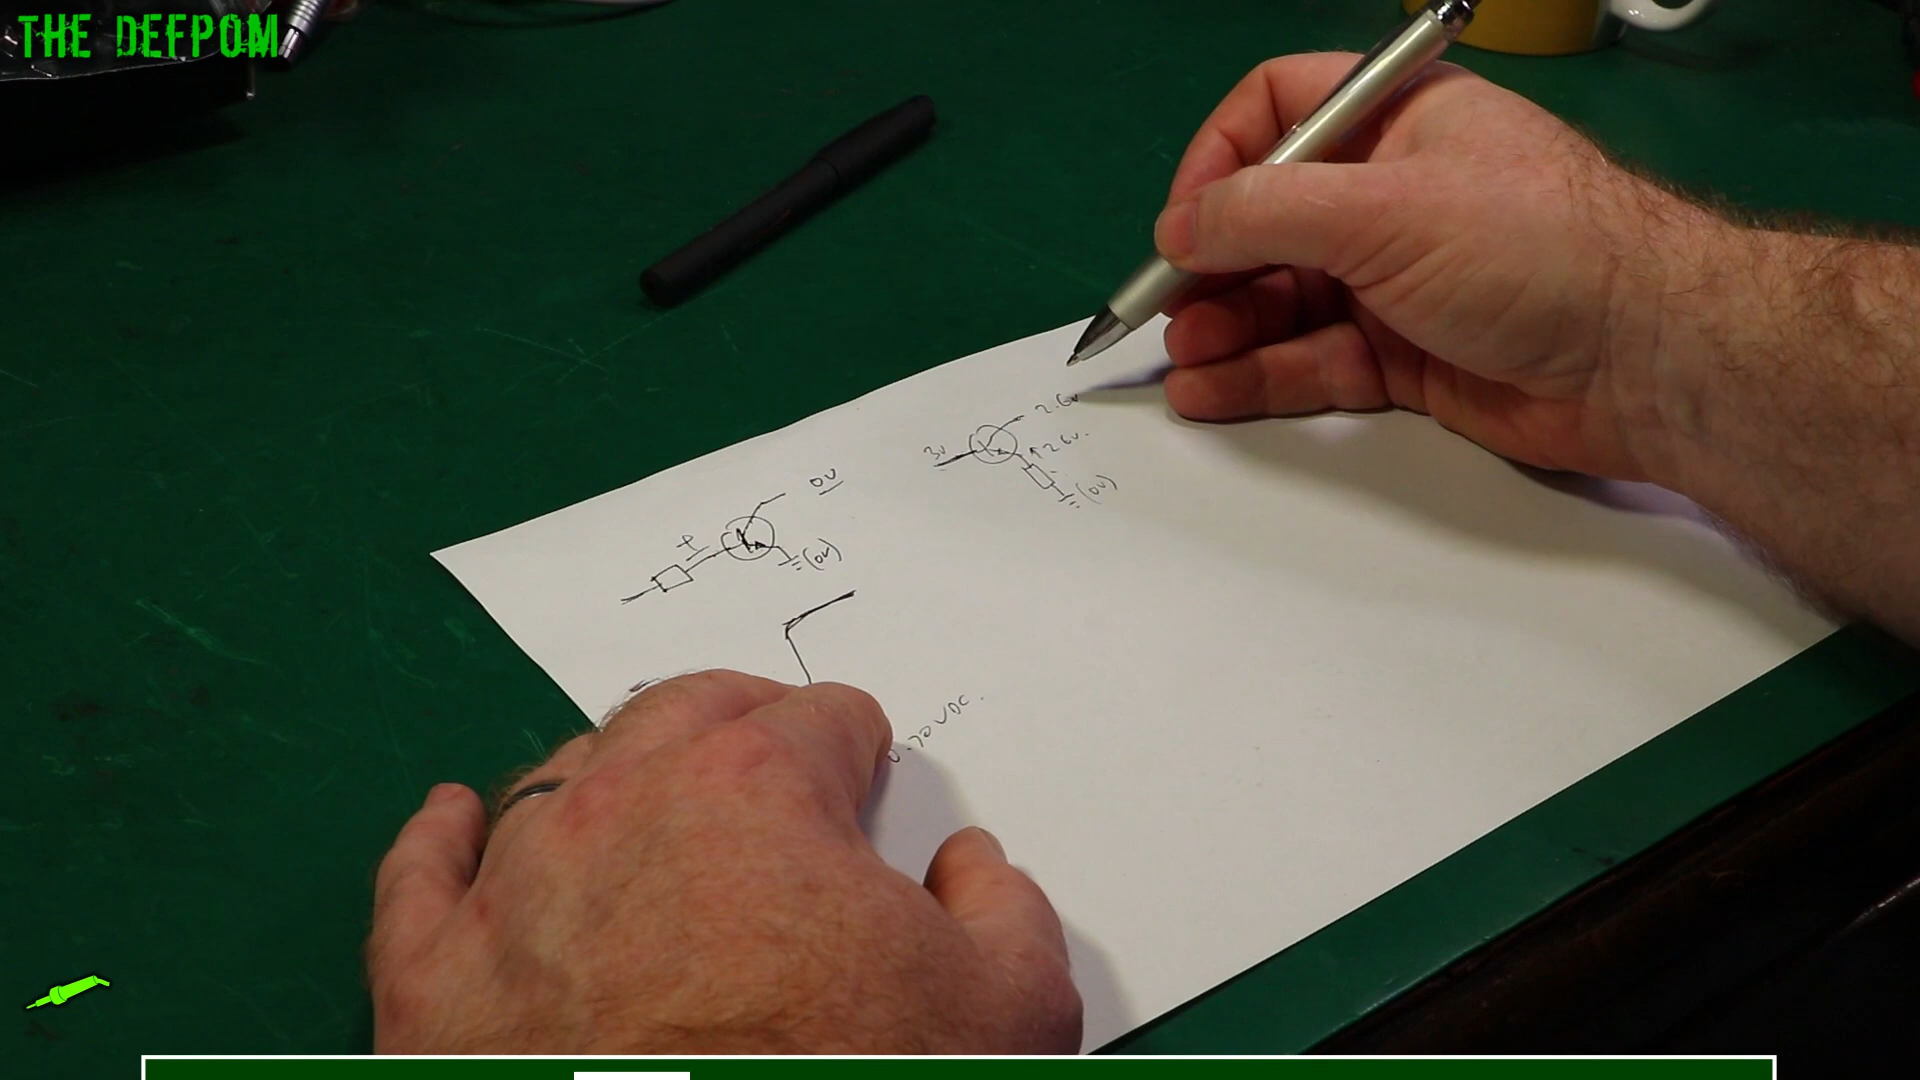 THE DEFPOM
2.6v
3v
↑2.6v.
(0v)
0V
+
(0v)
0.70VDC.